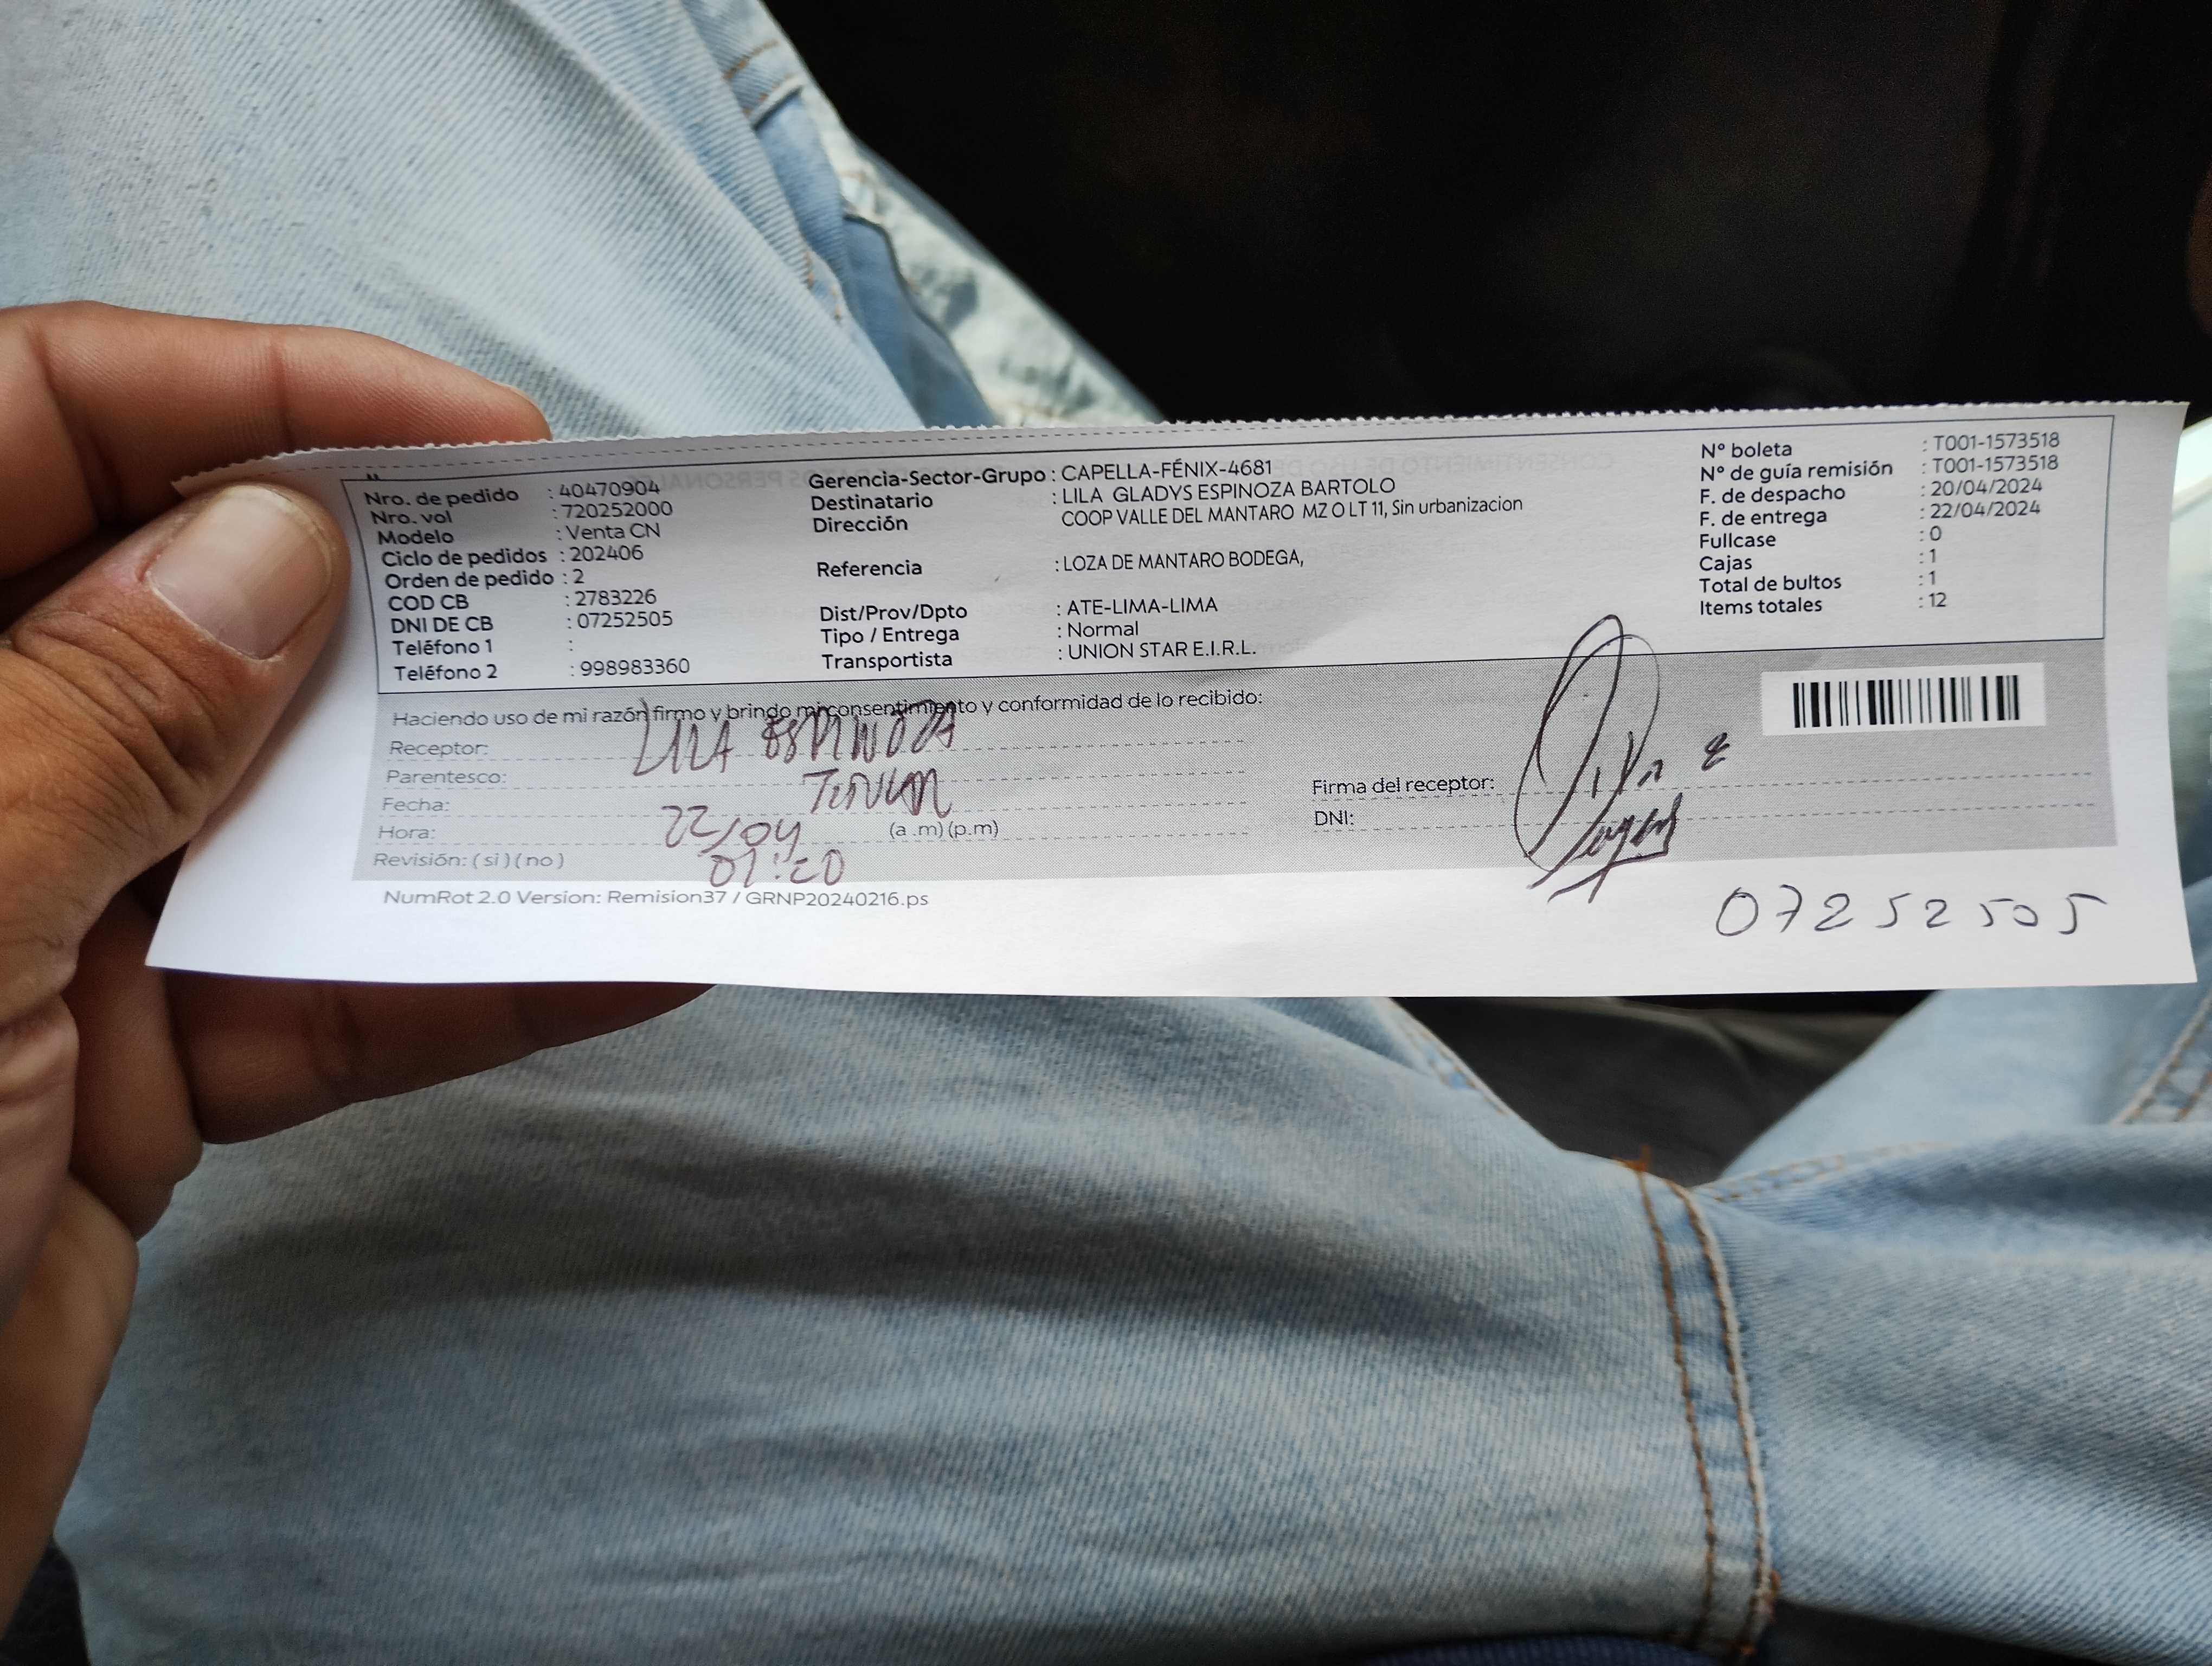 Nro. de pedido : 40470904
Nro. vol : 720252000
Modelo : Venta CN
Ciclo de pedidos : 202406
Orden de pedido : 2
COD CB : 2783226
DNI DE CB : 07252505
Teléfono 1 :
Teléfono 2 : 998983360
Gerencia-Sector-Grupo : CAPELLA-FÉNIX-4681
Destinatario : LILA GLADYS ESPINOZA BARTOLO
Dirección COOP VALLE DEL MANTARO MZ O LT 11, Sin urbanizacion
Referencia : LOZA DE MANTARO BODEGA,
Dist/Prov/Dpto : ATE-LIMA-LIMA
Tipo / Entrega : Normal
Transportista : UNION STAR E.I.R.L.
N° boleta : T001-1573518
N° de guía remisión : T001-1573518
F. de despacho : 20/04/2024
F. de entrega : 22/04/2024
Fullcase : 0
Cajas : 1
Total de bultos : 1
Items totales : 12
Haciendo uso de mi razón firmo y brindo mi consentimiento y conformidad de lo recibido:
Receptor: LILA ESPINOZA
Parentesco:
Fecha: 22/04
Hora: 01:20 (a .m) (p.m)
Revisión: ( si ) ( no )
Firma del receptor:
DNI: 07252505
NumRot 2.0 Version: Remision37 / GRNP20240216.ps